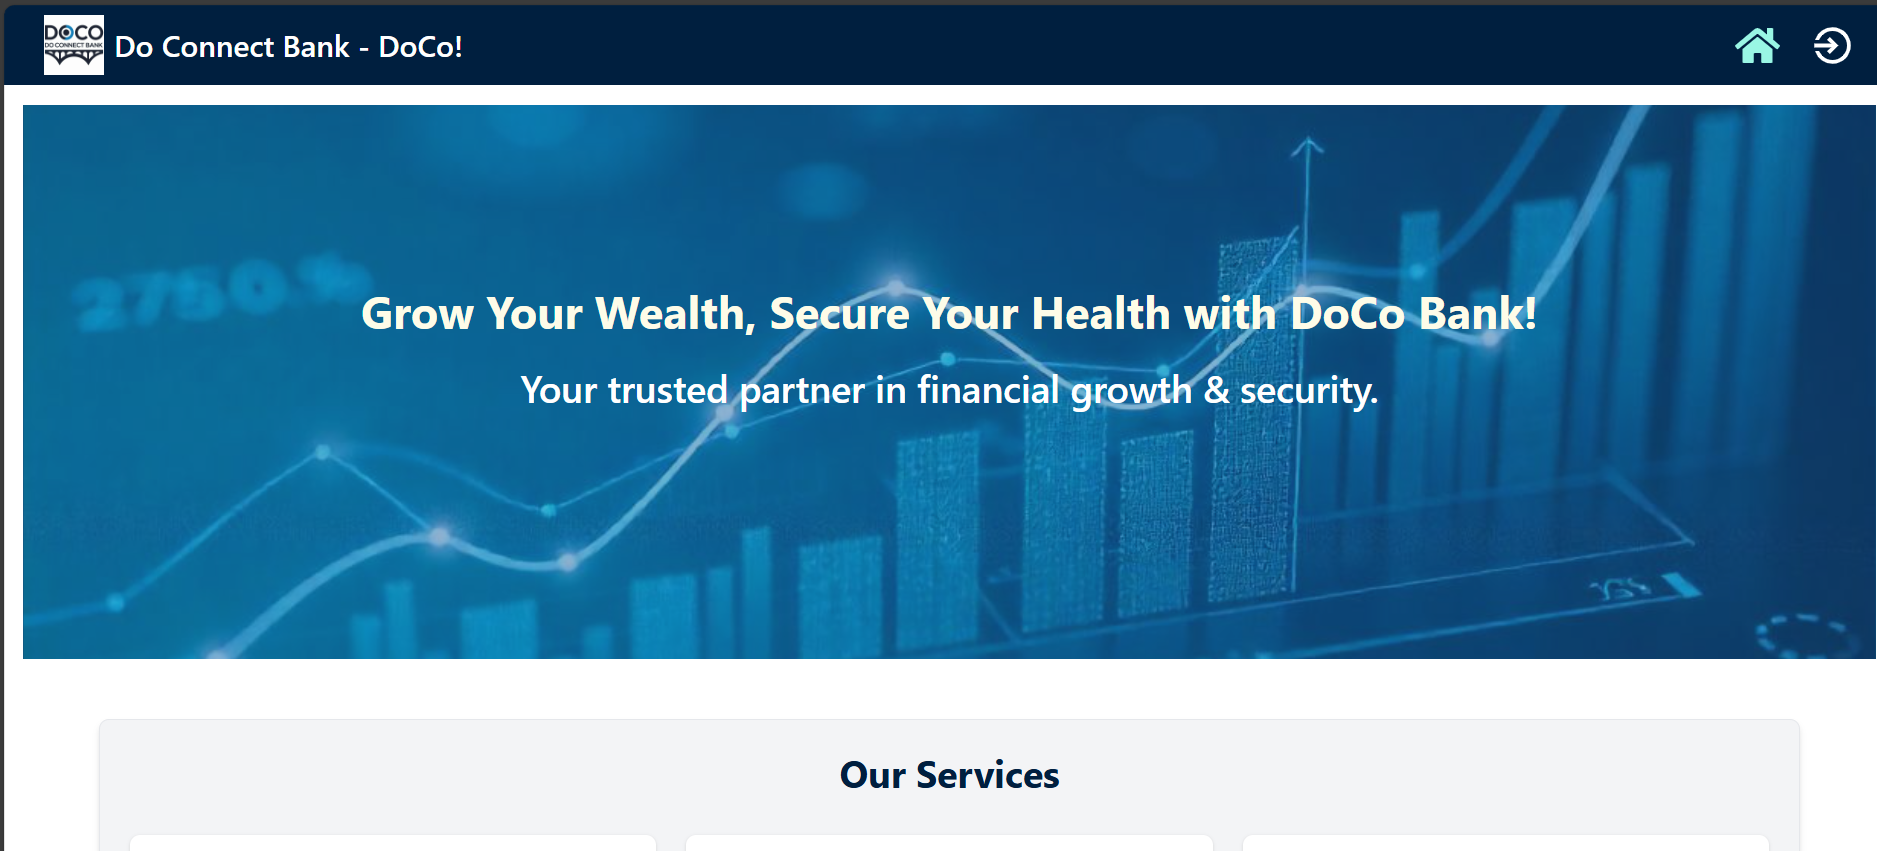 DOCO
DO CONNECT BANK
Do Connect Bank - DoCo!
Grow Your Wealth, Secure Your Health with DoCo Bank!
Your trusted partner in financial growth & security.
Our Services